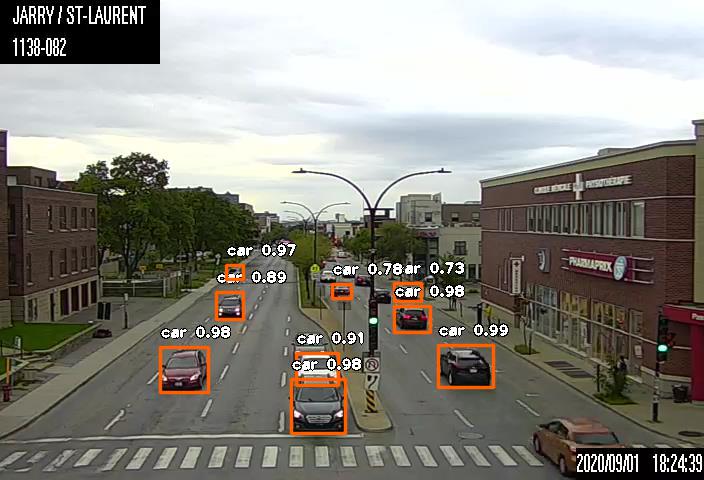 JARRY / ST-LAURENT
1138-082
PHYSIOTHERAPIE
car 0.97
car 0.89
car 0.78
ar 0.73
car 0.98
PHARMAPRIX
car 0.98
car 0.91
car 0.99
car 0.98
2020/09/01 18:24:39